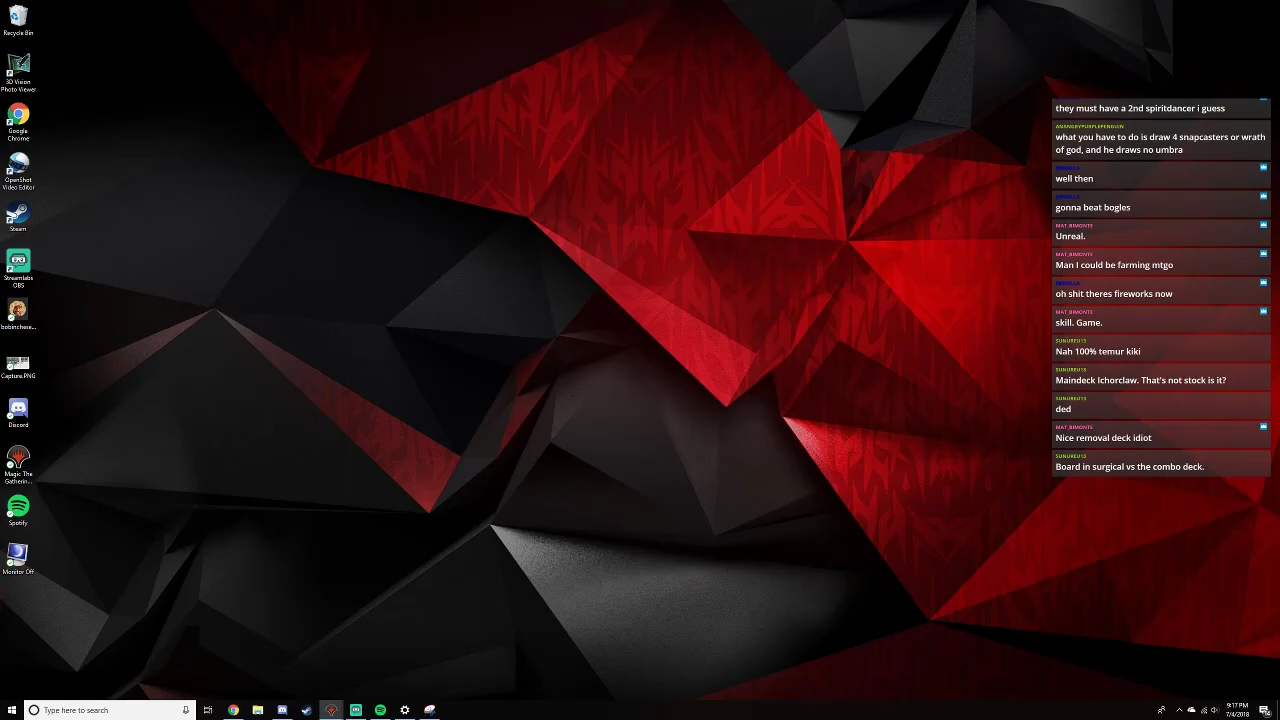 Recycle Bin
3D Vision
Photo Viewer
Google
Chrome
OpenShot
Video Editor
Steam
Streamlabs
OBS
bobinchese...
Capture.PNG
Discord
Magic The
Gatherin...
Spotify
Monitor Off
they must have a 2nd spiritdancer i guess
what you have to do is draw 4 snapcasters or wrath
of god, and he draws no umbra
well then
gonna beat bogles
MAT_BIMONTE
Unreal.
MAT_BIMONTE
Man I could be farming mtgo
oh shit theres fireworks now
MAT_BIMONTE
skill. Game.
SUNUREU13
Nah 100% temur kiki
SUNUREU13
Maindeck Ichorclaw. That's not stock is it?
SUNUREU13
ded
MAT_BIMONTE
Nice removal deck idiot
SUNUREU13
Board in surgical vs the combo deck.
Type here to search
9:17 PM
7/4/2018